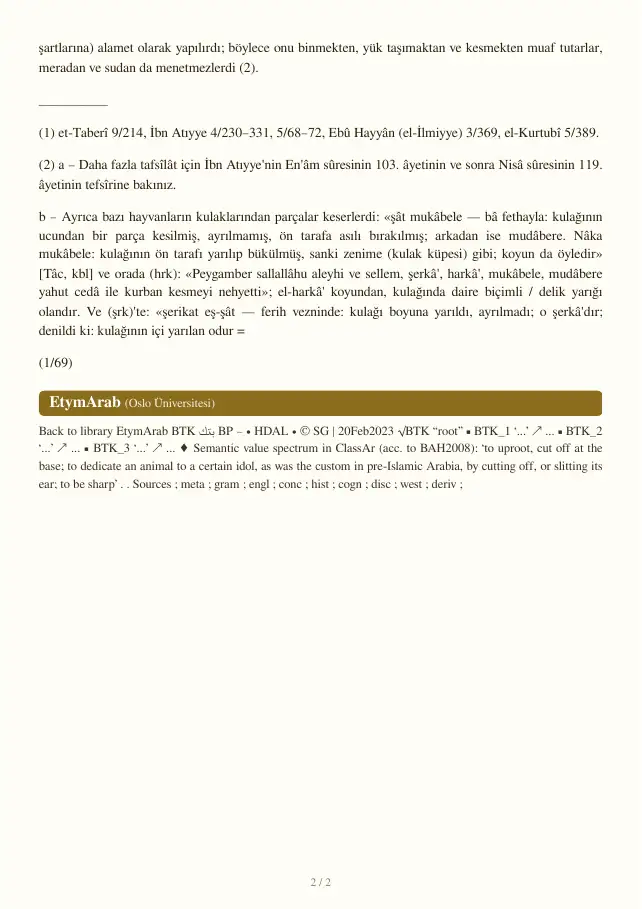 şartlarına) alamet olarak yapılırdı; böylece onu binmekten, yük taşımaktan ve kesmekten muaf tutarlar,
meradan ve sudan da menetmezlerdi (2).
___________
(1) et-Taberî 9/214, İbn Atıyye 4/230–331, 5/68–72, Ebû Hayyân (el-İlmiyye) 3/369, el-Kurtubî 5/389.
(2) a – Daha fazla tafsîlât için İbn Atıyye'nin En'âm sûresinin 103. âyetinin ve sonra Nisâ sûresinin 119.
âyetinin tefsîrine bakınız.
b – Ayrıca bazı hayvanların kulaklarından parçalar keserlerdi: «şât mukâbele — bâ fethayla: kulağının
ucundan bir parça kesilmiş, ayrılmamış, ön tarafa asılı bırakılmış; arkadan ise mudâbere. Nâka
mukâbele: kulağının ön tarafı yarılıp bükülmüş, sanki zenime (kulak küpesi) gibi; koyun da öyledir»
[Tâc, kbl] ve orada (hrk): «Peygamber sallallâhu aleyhi ve sellem, şerkâ', harkâ', mukâbele, mudâbere
yahut cedâ ile kurban kesmeyi nehyetti»; el-harkâ' koyundan, kulağında daire biçimli / delik yarığı
olandır. Ve (şrk)'te: «şerikat eş-şât — ferih vezninde: kulağı boyuna yarıldı, ayrılmadı; o şerkâ'dır;
denildi ki: kulağının içi yarılan odur =
(1/69)
EtymArab (Oslo Üniversitesi)
Back to library EtymArab BTK بتك BP – • HDAL • © SG | 20Feb2023 √BTK “root” ▪ BTK_1 ‘...’ ↗ ... ▪ BTK_2
‘...’ ↗ ... ▪ BTK_3 ‘...’ ↗ ... ♦ Semantic value spectrum in ClassAr (acc. to BAH2008): ‘to uproot, cut off at the
base; to dedicate an animal to a certain idol, as was the custom in pre-Islamic Arabia, by cutting off, or slitting its
ear; to be sharp’ . . Sources ; meta ; gram ; engl ; conc ; hist ; cogn ; disc ; west ; deriv ;
2 / 2